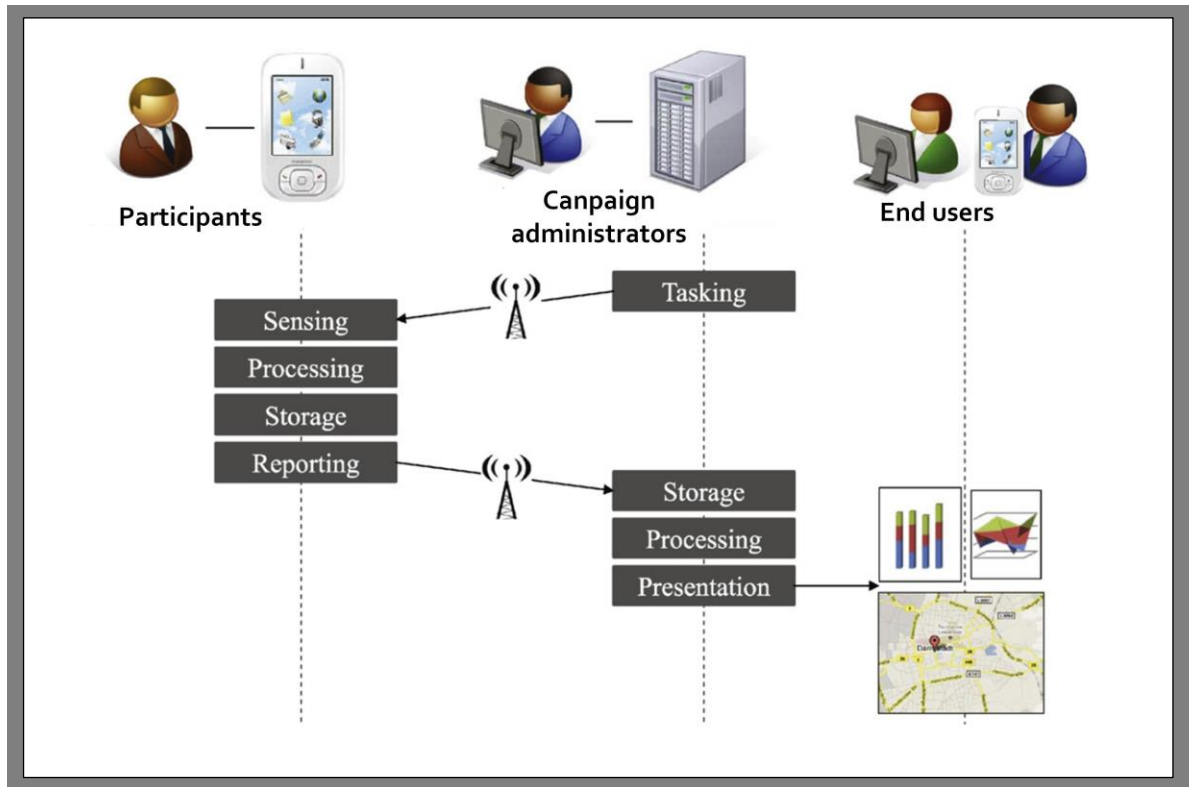 Participants
Canpaign
administrators
End users
Tasking
Sensing
Processing
Storage
Reporting
Storage
Processing
Presentation